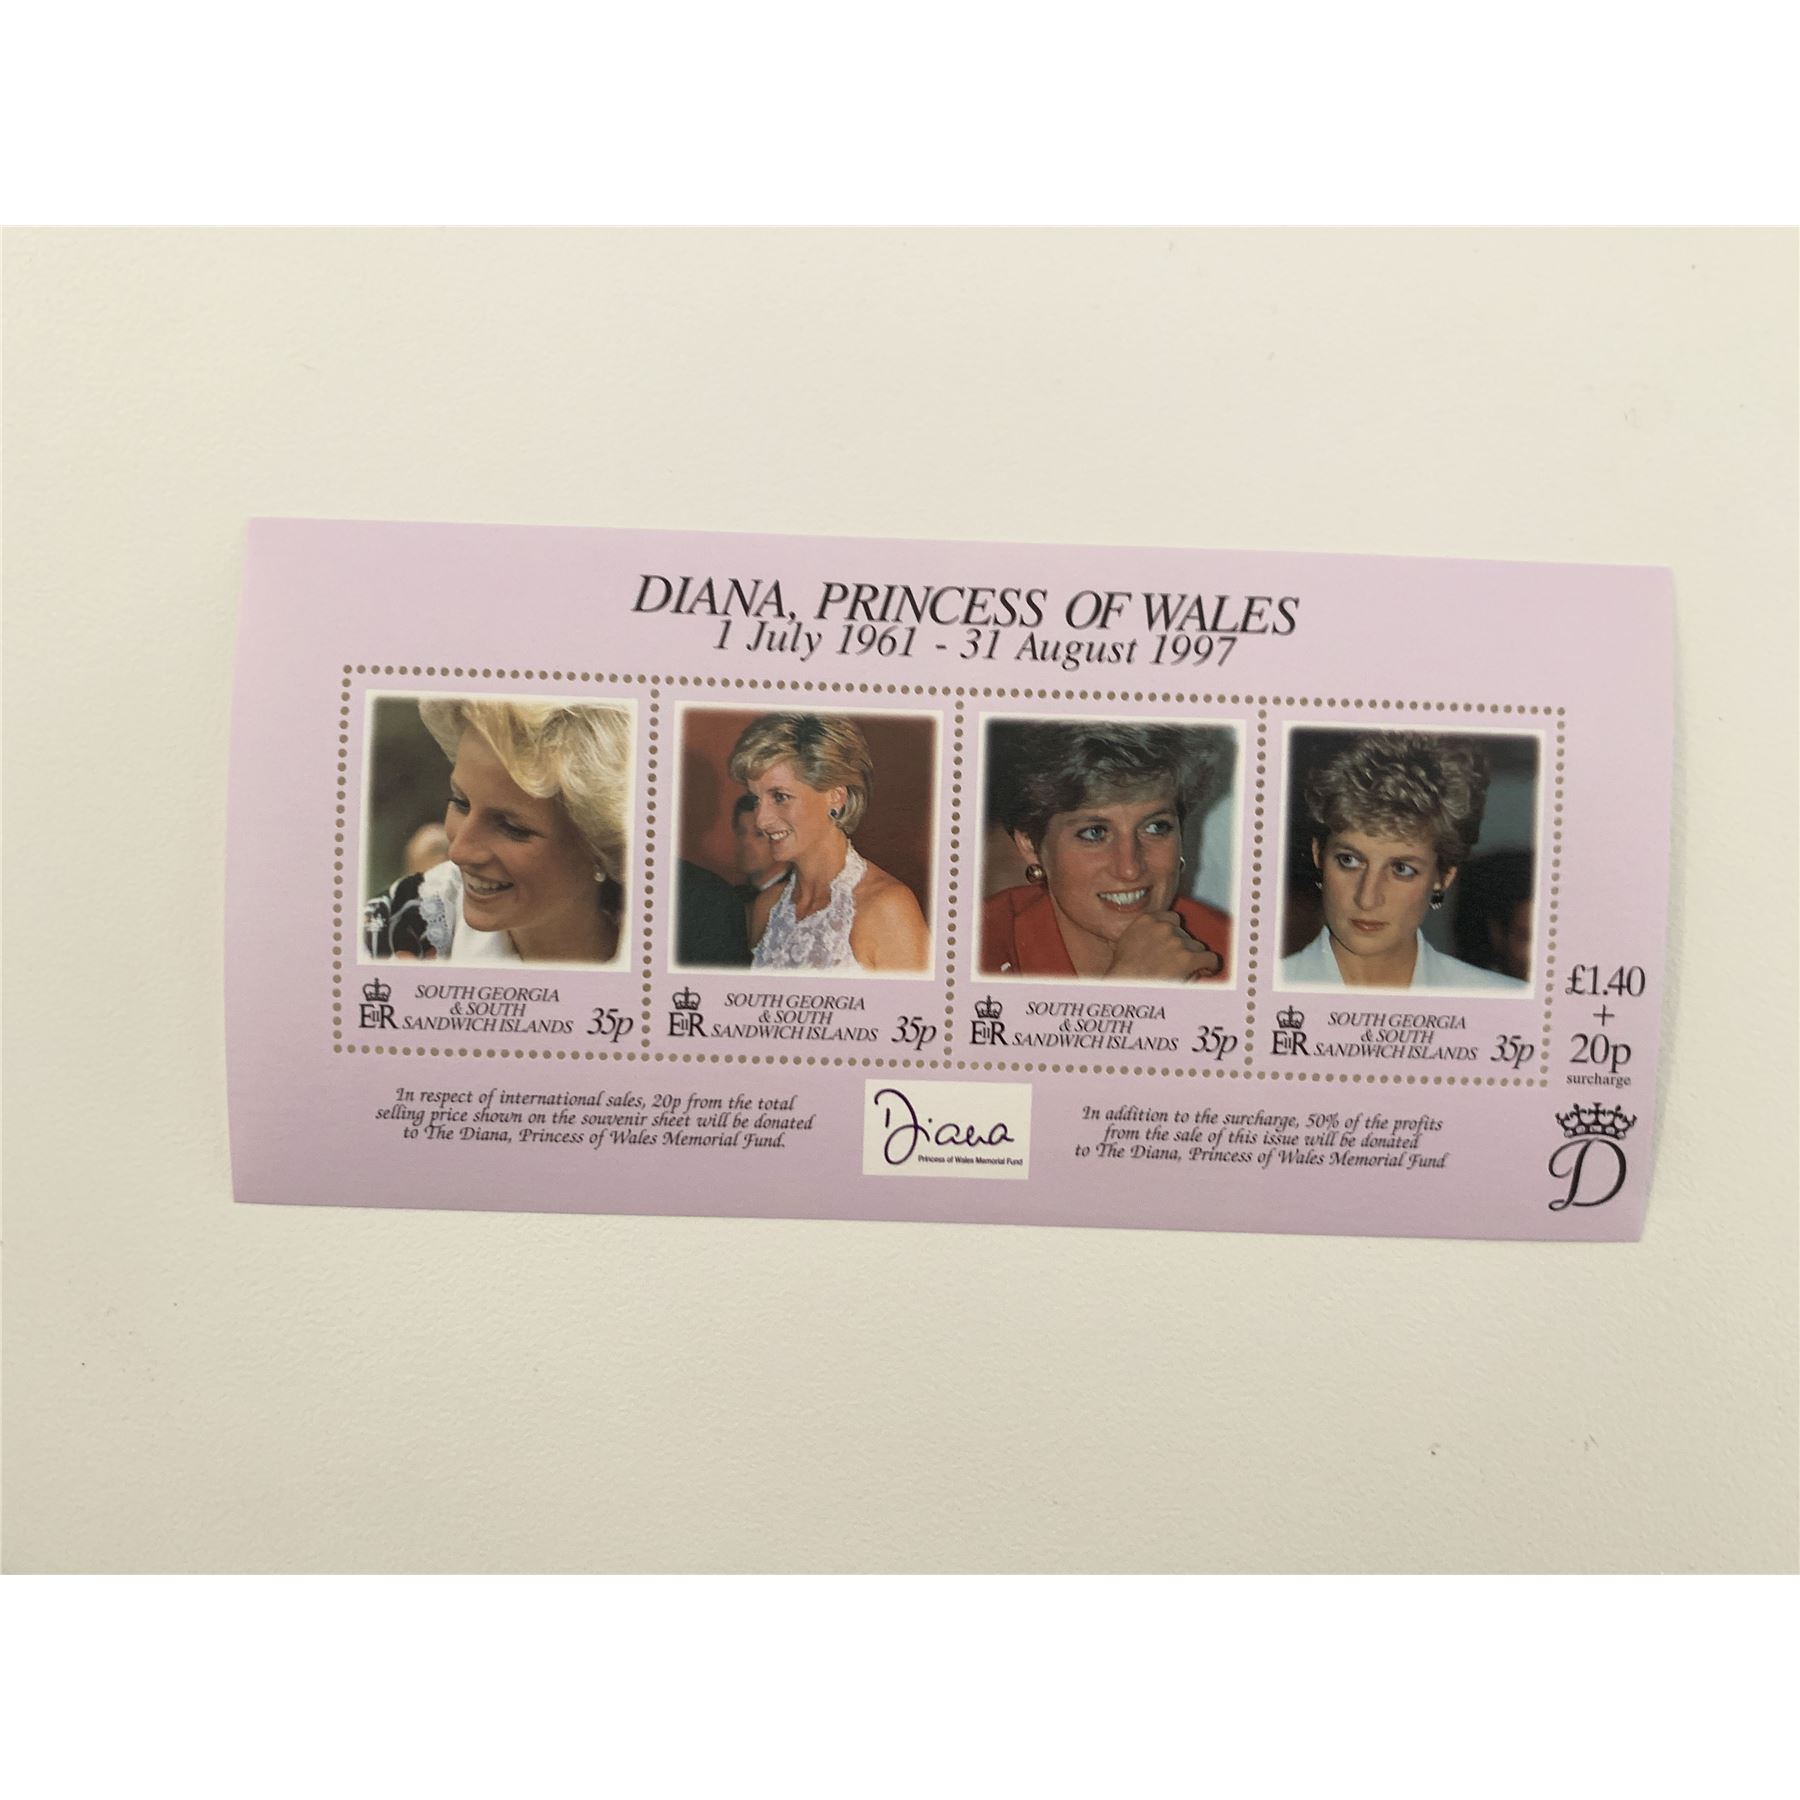 DIANA, PRINCESS OF WALES
1 July 1961 - 31 August 1997
SOUTH GEORGIA
& SOUTH
EIIR SANDWICH ISLANDS 35p
SOUTH GEORGIA
& SOUTH
EIIR SANDWICH ISLANDS 35p
SOUTH GEORGIA
& SOUTH
EIIR SANDWICH ISLANDS 35p
SOUTH GEORGIA
& SOUTH
EIIR SANDWICH ISLANDS 35p
£1.40
+
20p
surcharge
In respect of international sales, 20p from the total
selling price shown on the souvenir sheet will be donated
to The Diana, Princess of Wales Memorial Fund.
Diana
Princess of Wales Memorial Fund
In addition to the surcharge, 50% of the profits
from the sale of this issue will be donated
to The Diana, Princess of Wales Memorial Fund
D